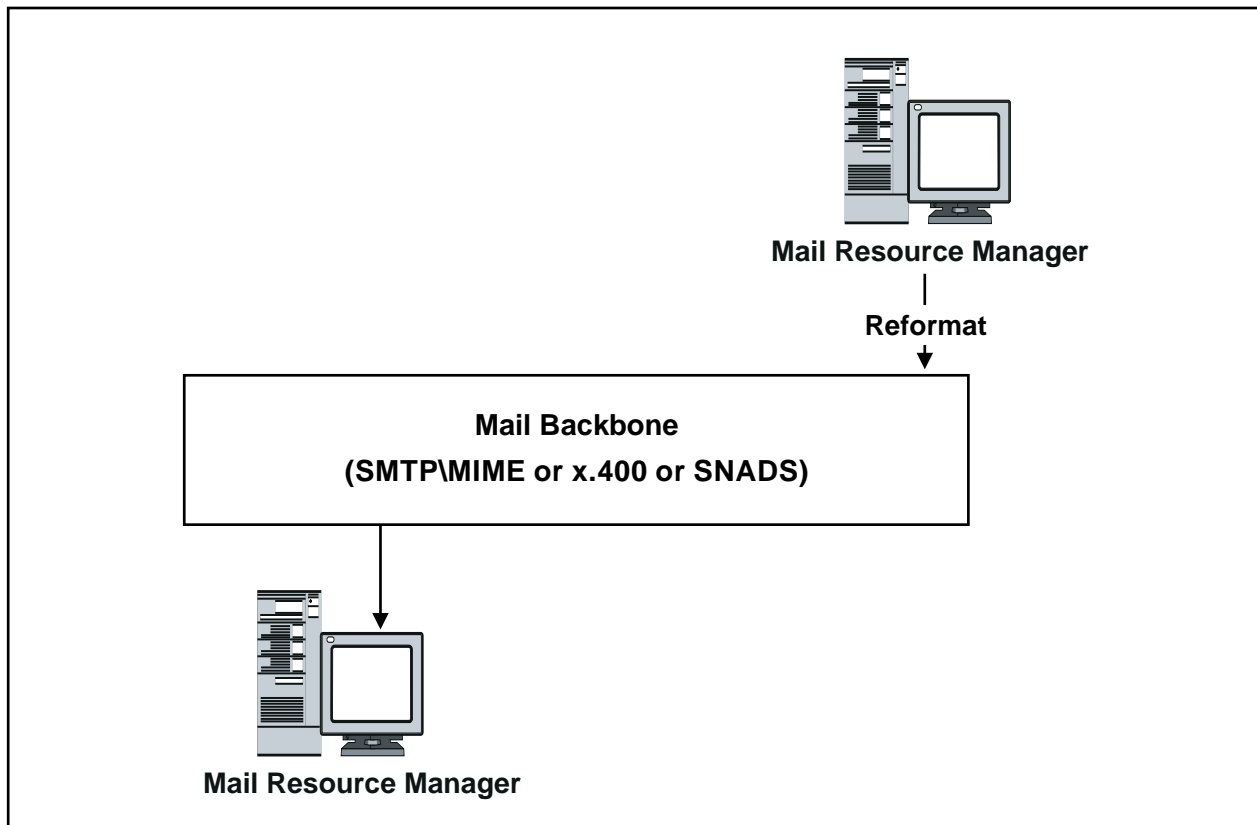 Mail Resource Manager
Reformat
Mail Backbone
(SMTP\MIME or x.400 or SNADS)
Mail Resource Manager